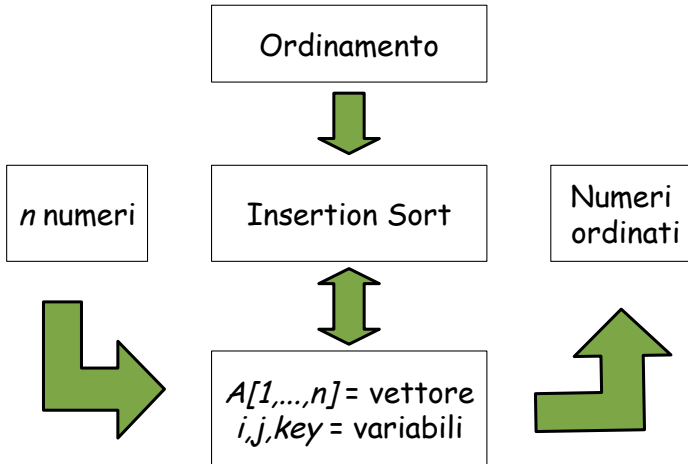 Ordinamento
n numeri
Insertion Sort
Numeri
ordinati
A[1,...,n] = vettore
i,j,key = variabili